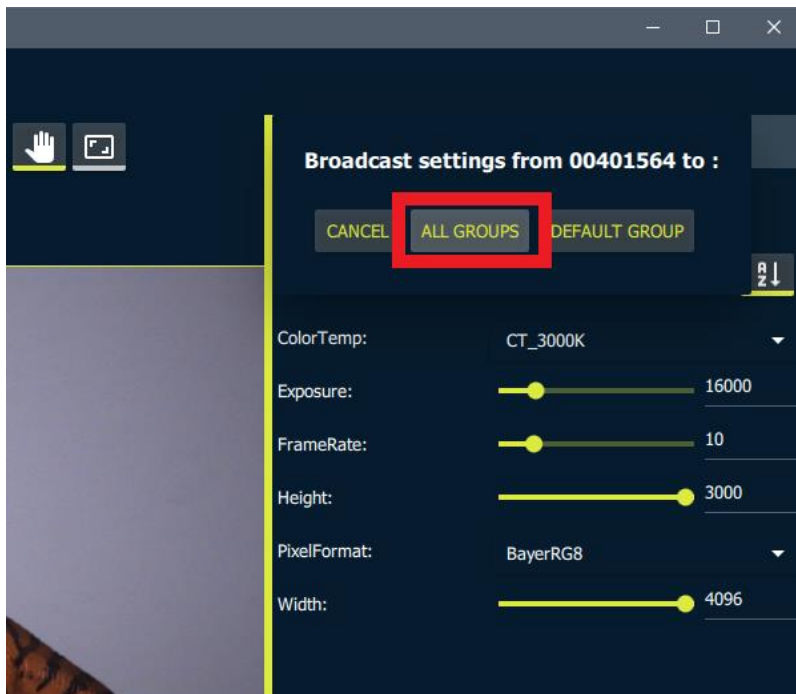 Broadcast settings from 00401564 to :
CANCEL ALL GROUPS DEFAULT GROUP
AZ
ColorTemp: CT_3000K
Exposure: 16000
FrameRate: 10
Height: 3000
PixelFormat: BayerRG8
Width: 4096